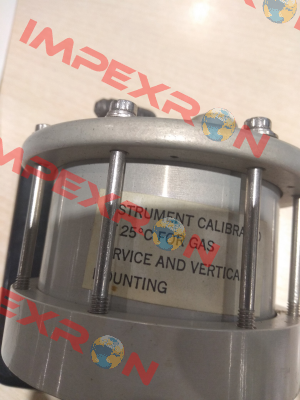 IMPEXRON
IMPEXRON
STRUMENT CALIBRA
25°C FOR GAS
RVICE AND VERTICA
OUNTING
IMPEXRON